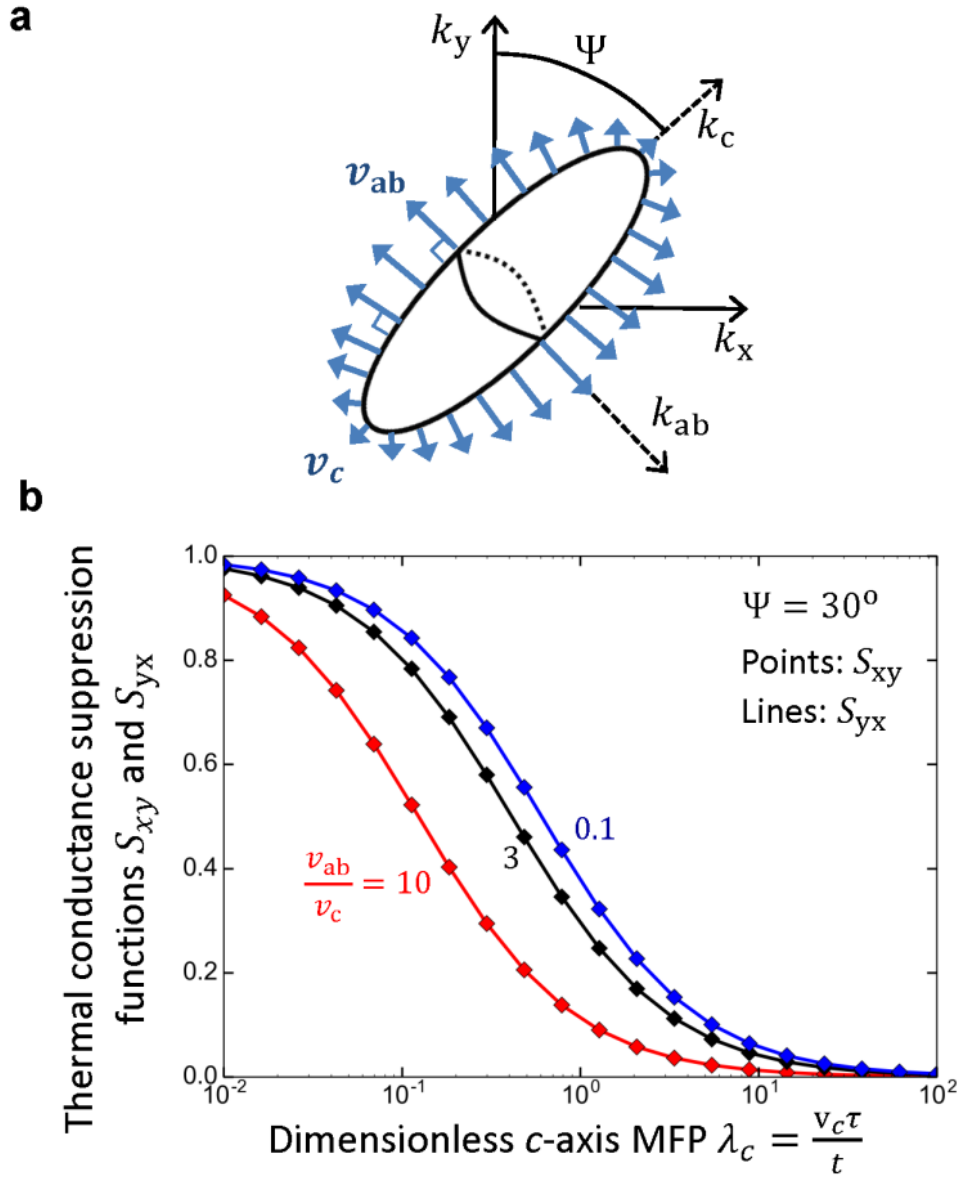 a
k_y
Ψ
k_c
v_ab
k_x
k_ab
v_c
b
Thermal conductance suppression
functions S_xy and S_yx
1.0
0.8
0.6
0.4
0.2
0.0
Ψ = 30°
Points: S_xy
Lines: S_yx
v_ab/v_c = 10
3
0.1
10^-2
10^-1
10^0
10^1
10^2
Dimensionless c-axis MFP λ_c = v_c τ/t